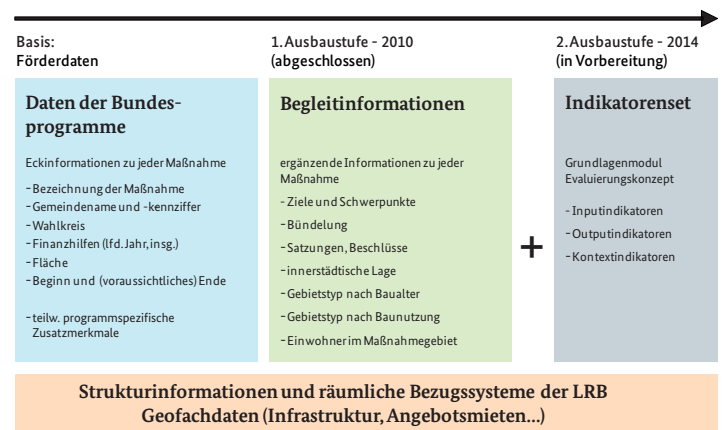 Basis:
Förderdaten
1. Ausbaustufe - 2010
(abgeschlossen)
2. Ausbaustufe - 2014
(in Vorbereitung)
Daten der Bundes-
programme
Eckinformationen zu jeder Maßnahme
- Bezeichnung der Maßnahme
- Gemeindename und -kennziffer
- Wahlkreis
- Finanzhilfen (lfd. Jahr, insg.)
- Fläche
- Beginn und (voraussichtliches) Ende
- teilw. programmspezifische
Zusatzmerkmale
Begleitinformationen
ergänzende Informationen zu jeder
Maßnahme
- Ziele und Schwerpunkte
- Bündelung
- Satzungen, Beschlüsse
- innerstädtische Lage
- Gebietstyp nach Baualter
- Gebietstyp nach Baunutzung
- Einwohner im Maßnahmegebiet
+
Indikatorenset
Grundlagenmodul
Evaluierungskonzept
- Inputindikatoren
- Outputindikatoren
- Kontextindikatoren
Strukturinformationen und räumliche Bezugssysteme der LRB
Geofachdaten (Infrastruktur, Angebotsmieten...)